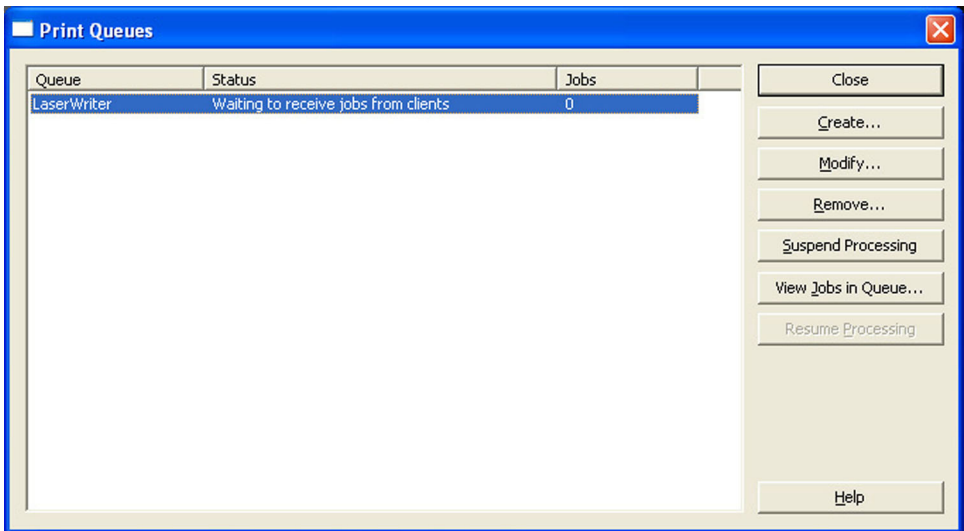 Print Queues
Queue Status Jobs
LaserWriter Waiting to receive jobs from clients 0
Close
Create...
Modify...
Remove...
Suspend Processing
View Jobs in Queue...
Resume Processing
Help